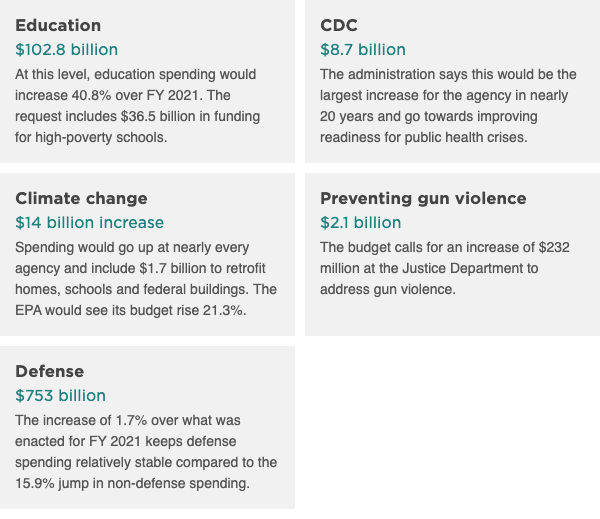 Education
$102.8 billion
At this level, education spending would
increase 40.8% over FY 2021. The
request includes $36.5 billion in funding
for high-poverty schools.
CDC
$8.7 billion
The administration says this would be the
largest increase for the agency in nearly
20 years and go towards improving
readiness for public health crises.
Climate change
$14 billion increase
Spending would go up at nearly every
agency and include $1.7 billion to retrofit
homes, schools and federal buildings. The
EPA would see its budget rise 21.3%.
Preventing gun violence
$2.1 billion
The budget calls for an increase of $232
million at the Justice Department to
address gun violence.
Defense
$753 billion
The increase of 1.7% over what was
enacted for FY 2021 keeps defense
spending relatively stable compared to the
15.9% jump in non-defense spending.